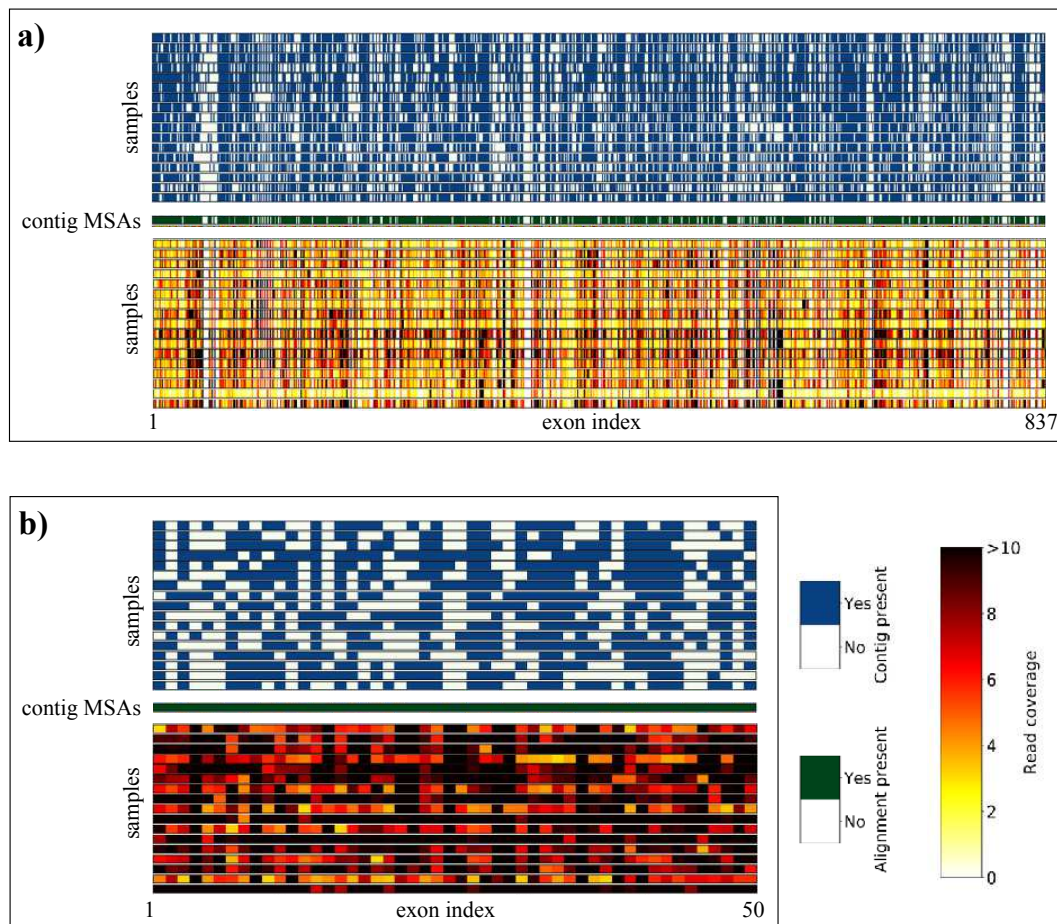 a)
samples
contig MSAs
samples
1 exon index 837
b)
samples
contig MSAs
samples
1 exon index 50
Yes
No
Contig present
Yes
No
Alignment present
>10
8
6
4
2
0
Read coverage